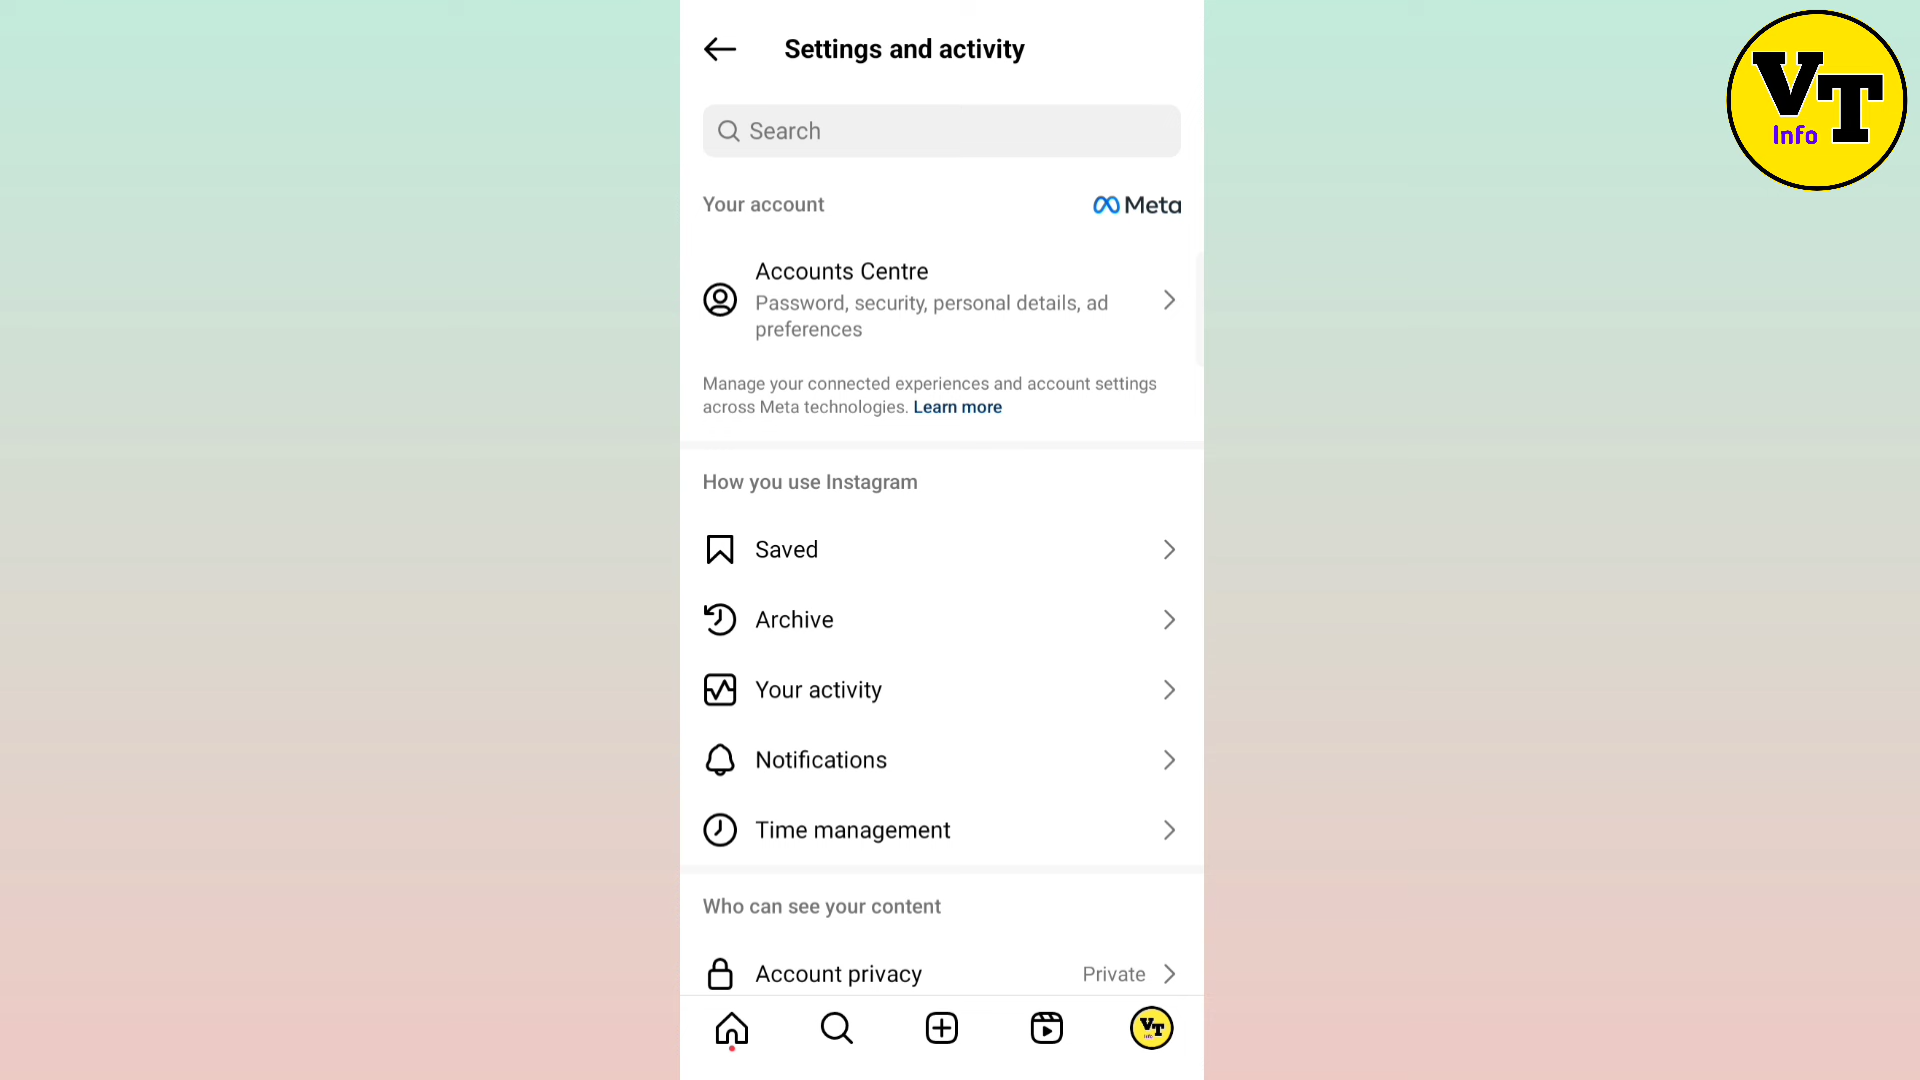 Settings and activity
VT
Info
Search
Your account
Meta
Accounts Centre
Password, security, personal details, ad
preferences
Manage your connected experiences and account settings
across Meta technologies. Learn more
How you use Instagram
Saved
Archive
Your activity
Notifications
Time management
Who can see your content
Account privacy Private
VT
Info